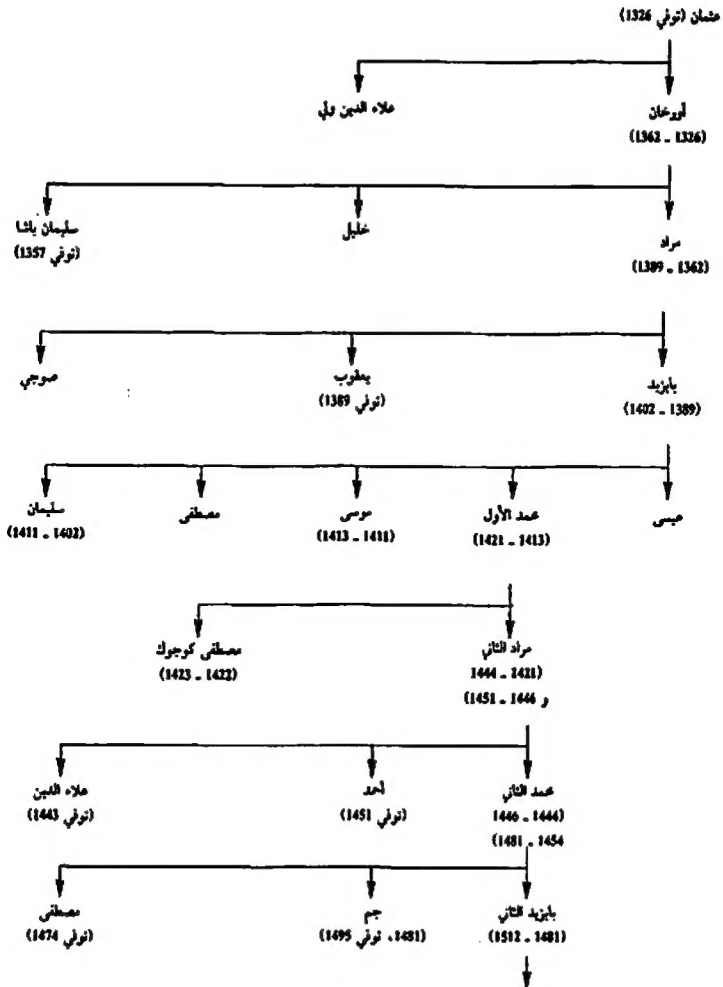 عثمان (توفي 1326)
أورخان
(1326 ـ 1362)
علاء الدين ولي
مراد
(1362 ـ 1389)
خليل
سليمان باشا
(توفي 1357)
بايزيد
(1389 ـ 1402)
يعقوب
(توفي 1389)
صوجي
عيسى
محمد الأول
(1413 ـ 1421)
موسى
(1411 ـ 1413)
مصطفى
سليمان
(1402 ـ 1411)
مراد الثاني
(1421 ـ 1444
و 1446 ـ 1451)
مصطفى كوجوك
(1422 ـ 1423)
محمد الثاني
(1444 ـ 1446
1454 ـ 1481)
أحمد
(توفي 1451)
علاء الدين
(توفي 1443)
بايزيد الثاني
(1481 ـ 1512)
جم
(1481، توفي 1495)
مصطفى
(توفي 1474)